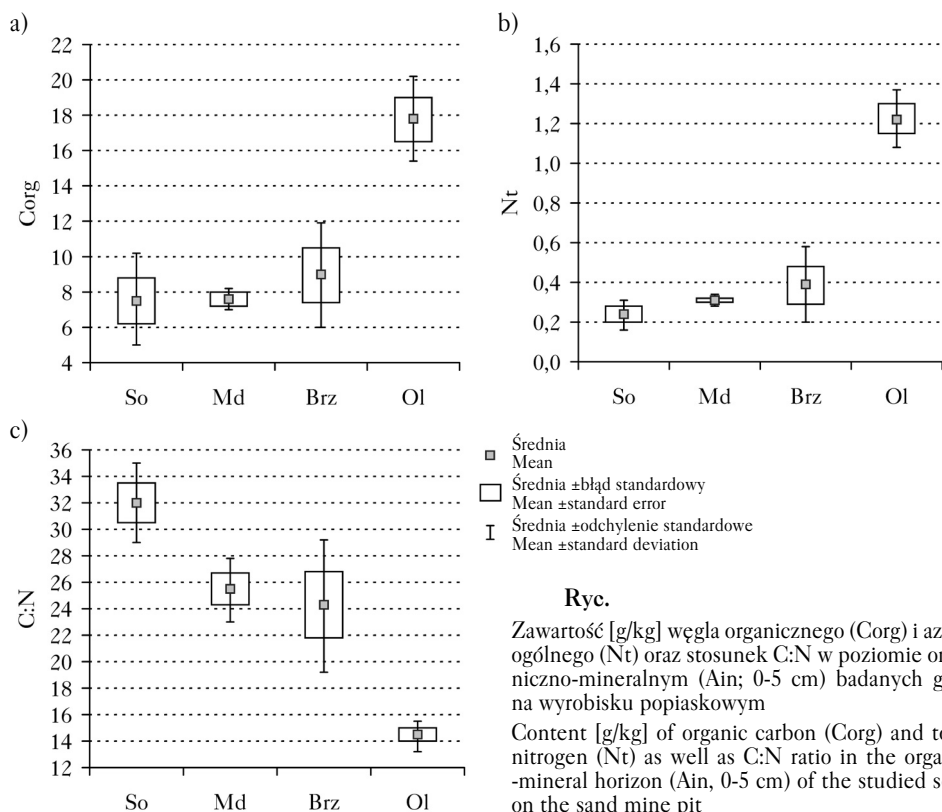 a)
22
20
18
16
14
12
10
8
6
4
Corg
So Md Brz Ol
b)
1,6
1,4
1,2
1,0
0,8
0,6
0,4
0,2
0,0
Nt
So Md Brz Ol
c)
36
34
32
30
28
26
24
22
20
18
16
14
12
C:N
So Md Brz Ol
Średnia
Mean
Średnia ±błąd standardowy
Mean ±standard error
Średnia ±odchylenie standardowe
Mean ±standard deviation
Ryc.
Zawartość [g/kg] węgla organicznego (Corg) i az
ogólnego (Nt) oraz stosunek C:N w poziomie or
niczno-mineralnym (Ain; 0-5 cm) badanych g
na wyrobisku popiaskowym
Content [g/kg] of organic carbon (Corg) and to
nitrogen (Nt) as well as C:N ratio in the orga
-mineral horizon (Ain, 0-5 cm) of the studied s
on the sand mine pit